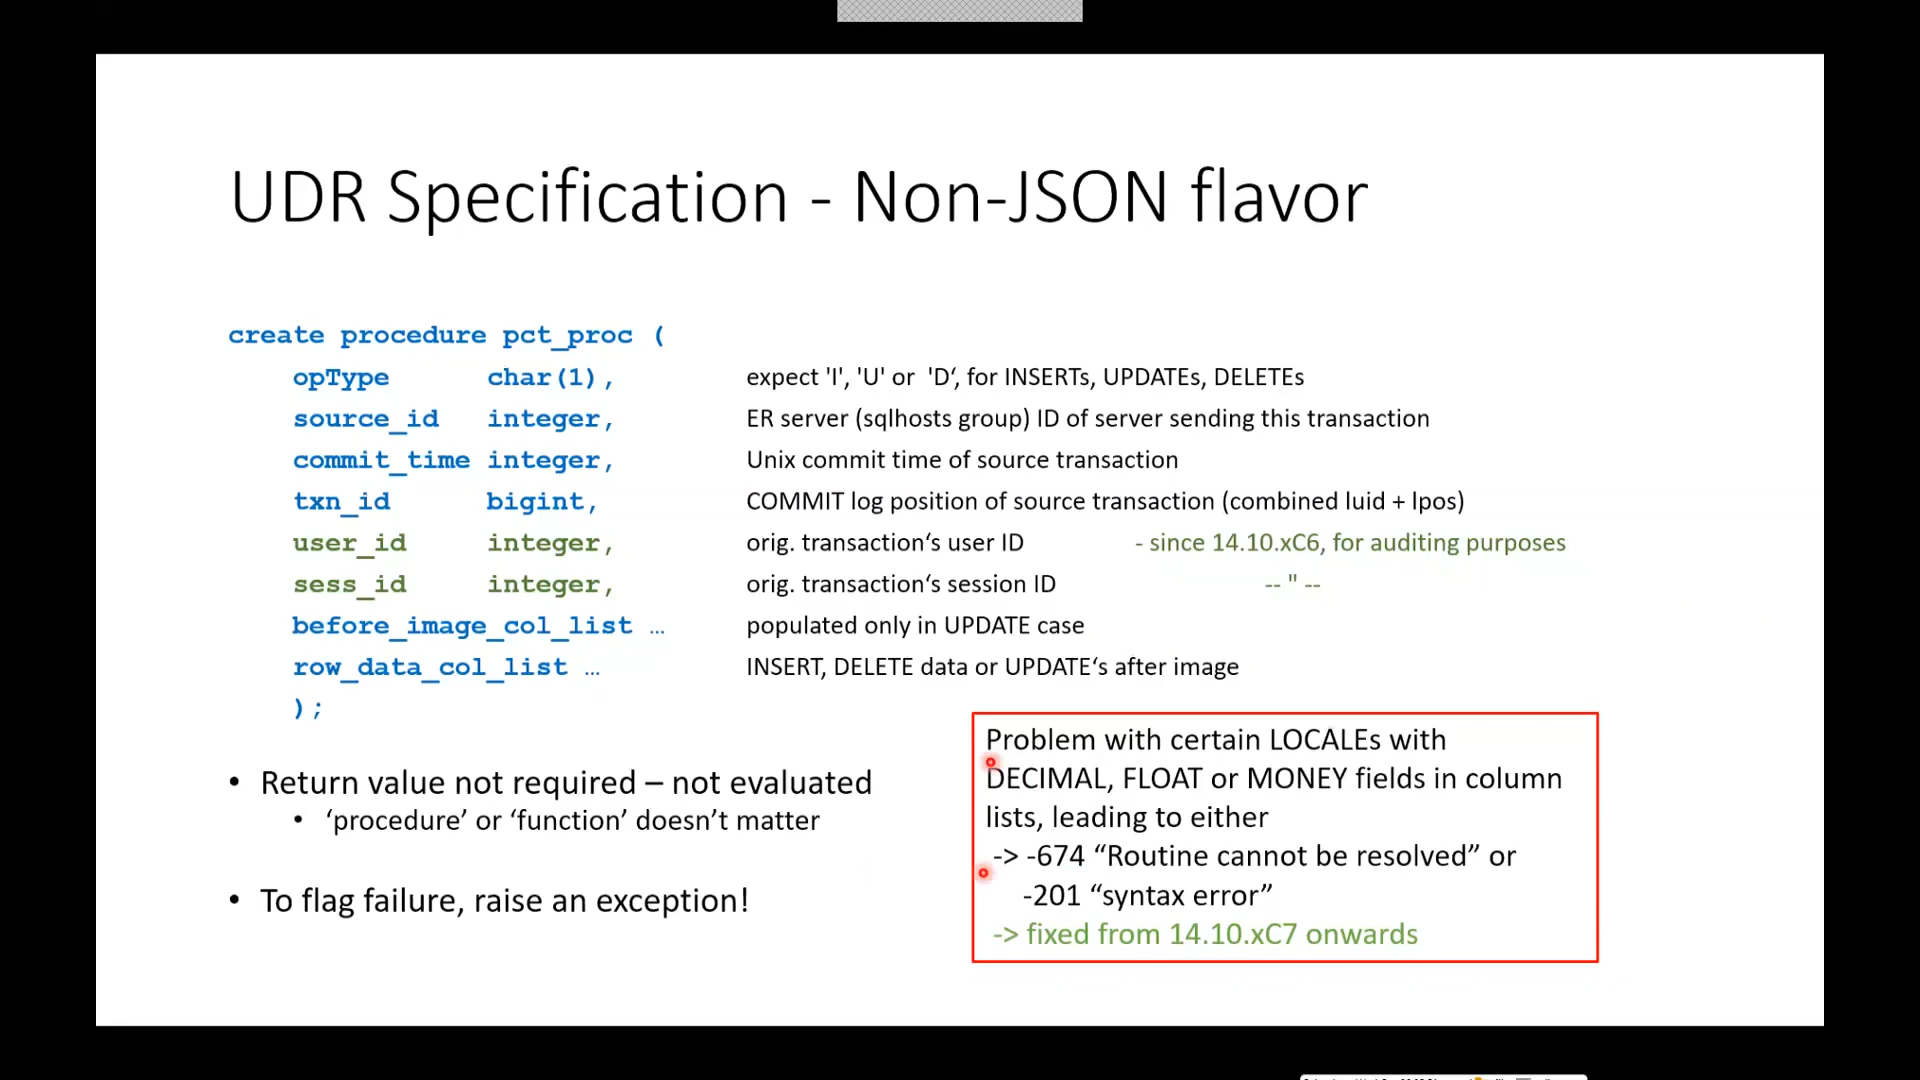 UDR Specification - Non-JSON flavor
create procedure pct_proc (
opType char(1), expect 'I', 'U' or 'D‘, for INSERTs, UPDATEs, DELETEs
source_id integer, ER server (sqlhosts group) ID of server sending this transaction
commit_time integer, Unix commit time of source transaction
txn_id bigint, COMMIT log position of source transaction (combined luid + lpos)
user_id integer, orig. transaction‘s user ID - since 14.10.xC6, for auditing purposes
sess_id integer, orig. transaction‘s session ID -- " --
before_image_col_list … populated only in UPDATE case
row_data_col_list … INSERT, DELETE data or UPDATE‘s after image
);
• Return value not required – not evaluated
• ‘procedure’ or ‘function’ doesn’t matter
• To flag failure, raise an exception!
Problem with certain LOCALEs with
DECIMAL, FLOAT or MONEY fields in column
lists, leading to either
-> -674 “Routine cannot be resolved” or
-201 “syntax error”
-> fixed from 14.10.xC7 onwards